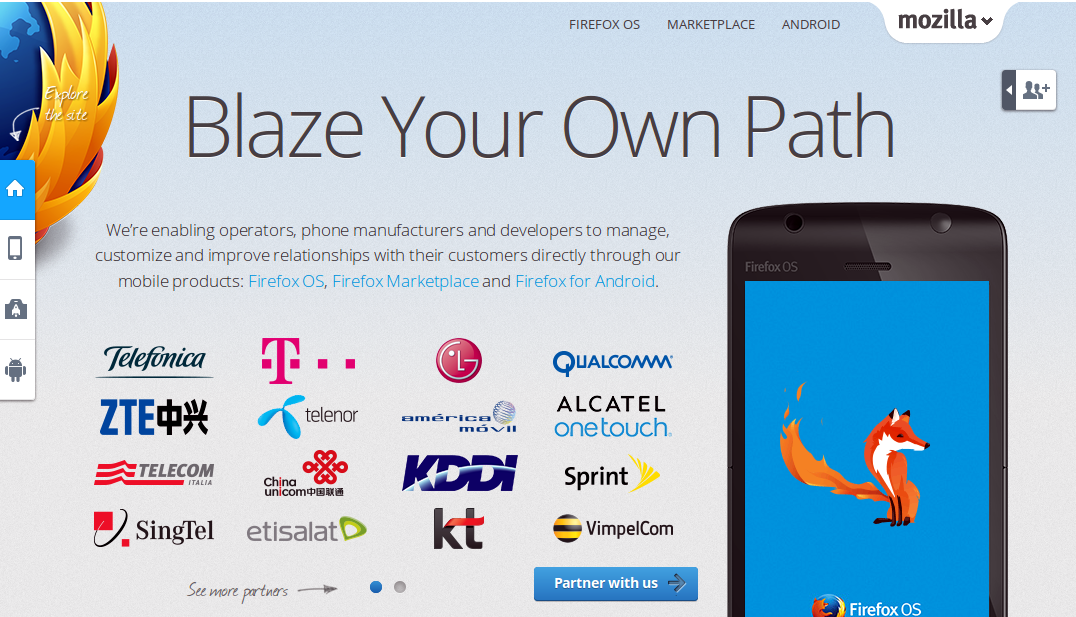 FIREFOX OS MARKETPLACE ANDROID
mozilla
Explore
the site
Blaze Your Own Path
We're enabling operators, phone manufacturers and developers to manage,
customize and improve relationships with their customers directly through our
mobile products: Firefox OS, Firefox Marketplace and Firefox for Android.
Firefox OS
Telefónica
T
LG
QUALCOMM®
ZTE中兴
telenor
américa
móvil
ALCATEL
onetouch.
TELECOM
ITALIA
China
unicom中国联通
KDDI
Sprint
SingTel
etisalat
kt
VimpelCom
See more partners
Partner with us
Firefox OS